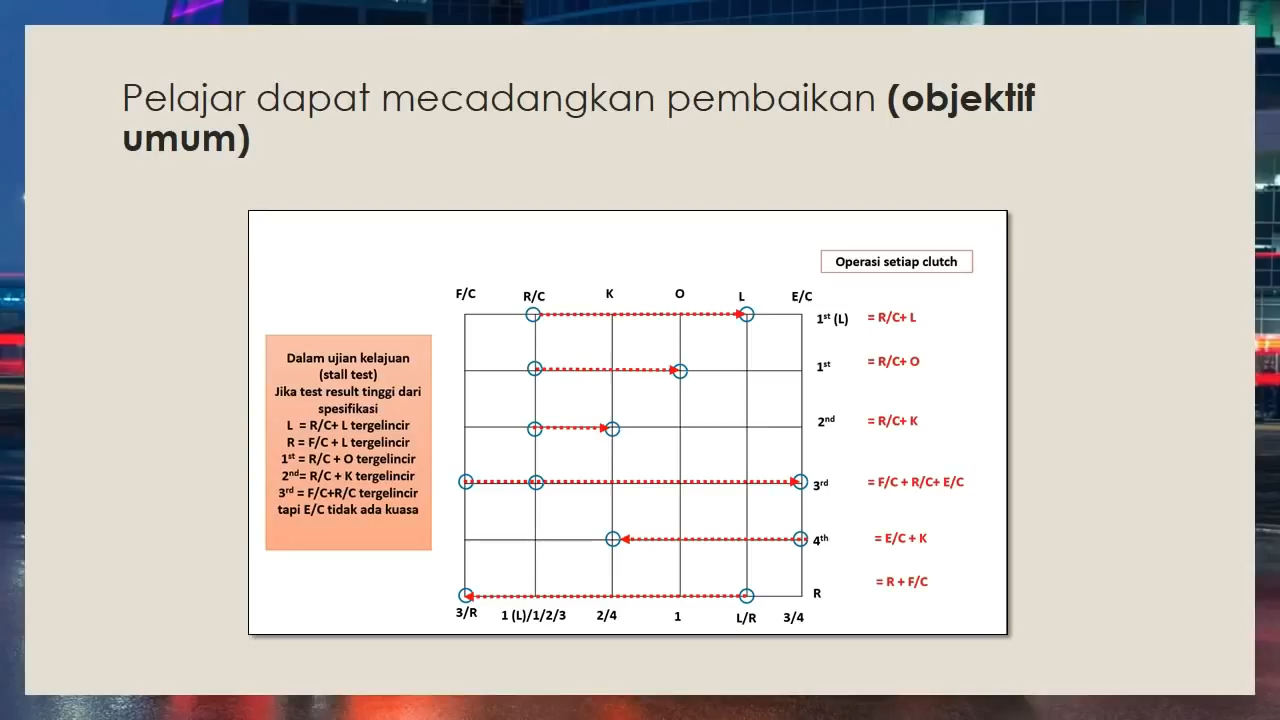 Pelajar dapat mecadangkan pembaikan (objektif
umum)
Operasi setiap clutch
F/C R/C K O L E/C
1st (L) = R/C+ L
1st = R/C+ O
2nd = R/C+ K
3rd = F/C + R/C+ E/C
4th = E/C + K
R = R + F/C
3/R 1 (L)/1/2/3 2/4 1 L/R 3/4
Dalam ujian kelajuan
(stall test)
Jika test result tinggi dari
spesifikasi
L = R/C+ L tergelincir
R = F/C + L tergelincir
1st = R/C + O tergelincir
2nd= R/C + K tergelincir
3rd = F/C+R/C tergelincir
tapi E/C tidak ada kuasa